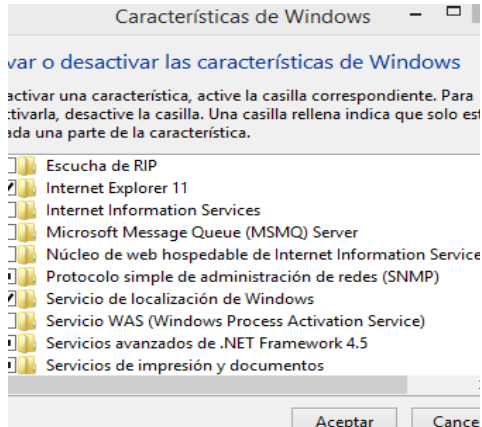 Características de Windows
var o desactivar las características de Windows
activar una característica, active la casilla correspondiente. Para
ctivarla, desactive la casilla. Una casilla rellena indica que solo est
ada una parte de la característica.
Escucha de RIP
Internet Explorer 11
Internet Information Services
Microsoft Message Queue (MSMQ) Server
Núcleo de web hospedable de Internet Information Service
Protocolo simple de administración de redes (SNMP)
Servicio de localización de Windows
Servicio WAS (Windows Process Activation Service)
Servicios avanzados de .NET Framework 4.5
Servicios de impresión y documentos
Aceptar Cance